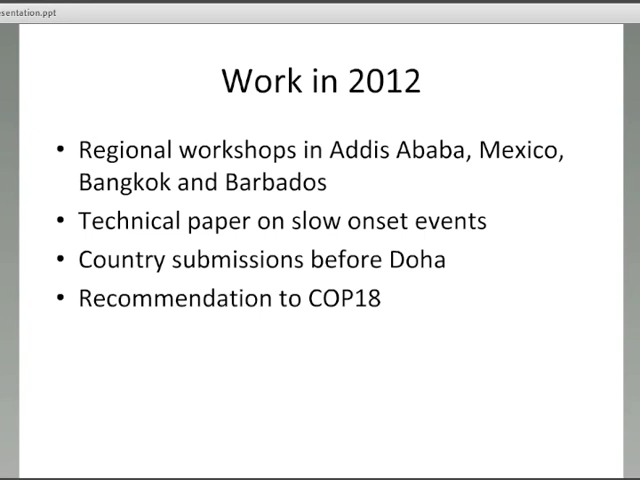 esentation.ppt
Work in 2012
• Regional workshops in Addis Ababa, Mexico,
Bangkok and Barbados
• Technical paper on slow onset events
• Country submissions before Doha
• Recommendation to COP18